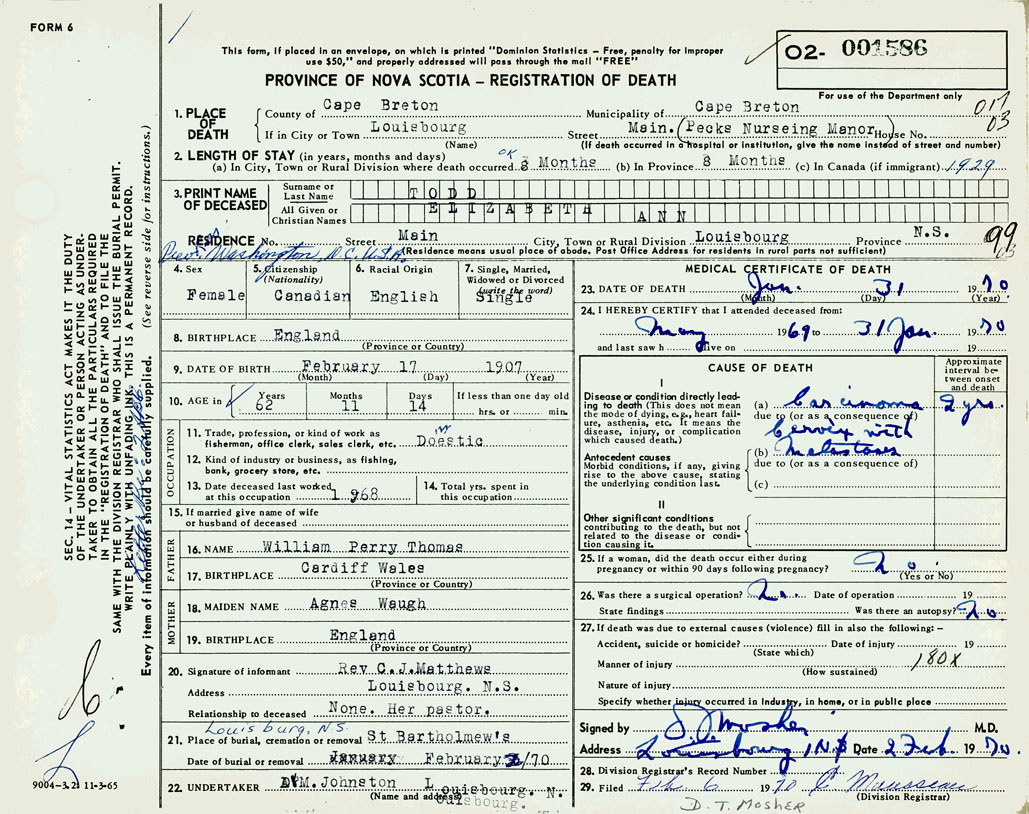 FORM 6
This form, if placed in an envelope, on which is printed "Dominion Statistics – Free, penalty for improper
use $50," and properly addressed will pass through the mail "FREE"
PROVINCE OF NOVA SCOTIA – REGISTRATION OF DEATH
O2- 001586
For use of the Department only
017
03
1. PLACE OF DEATH
County of Cape Breton Municipality of Cape Breton
If in City or Town Louisbourg Street Main. (Pecks Nurseing Manor) House No.
(Name) (If death occurred in a hospital or institution, give the name instead of street and number)
2. LENGTH OF STAY (in years, months and days)
(a) In City, Town or Rural Division where death occurred OK 8 Months (b) In Province 8 Months (c) In Canada (if immigrant) 1929
3. PRINT NAME OF DECEASED
Surname or Last Name TODD
All Given or Christian Names ELIZABETH ANN
RESIDENCE No. Street Main City, Town or Rural Division Louisbourg Province N.S.
99
Prev. Washington, D.C. U.S.A. (Residence means usual place of abode. Post Office Address for residents in rural parts not sufficient)
4. Sex
Female
5. Citizenship
(Nationality)
Canadian
6. Racial Origin
English
7. Single, Married,
Widowed or Divorced
(write the word)
Single
8. BIRTHPLACE England
(Province or Country)
9. DATE OF BIRTH February 17 1907
(Month) (Day) (Year)
10. AGE in Years 62 Months 11 Days 14 If less than one day old
hrs. or min.
OCCUPATION
11. Trade, profession, or kind of work as
fisherman, office clerk, sales clerk, etc. Doestic
12. Kind of industry or business, as fishing,
bank, grocery store, etc.
13. Date deceased last worked
at this occupation 1968
14. Total yrs. spent in
this occupation
15. If married give name of wife
or husband of deceased
FATHER
16. NAME William Perry Thomas
17. BIRTHPLACE Cardiff Wales
(Province or Country)
MOTHER
18. MAIDEN NAME Agnes Waugh
19. BIRTHPLACE England
(Province or Country)
20. Signature of informant Rev C.J.Matthews
Address Louisbourg. N.S.
Relationship to deceased None. Her pastor.
Louisburg, N.S.
21. Place of burial, cremation or removal St Bartholmew's
Date of burial or removal January February /70
22. UNDERTAKER D.M. Johnston Louisbourg. N.
(Name and address) ouisbourg.
MEDICAL CERTIFICATE OF DEATH
23. DATE OF DEATH Jan. 31 1970
(Month) (Day) (Year)
24. I HEREBY CERTIFY that I attended deceased from:
May 1969 to 31 Jan. 1970
and last saw h alive on 19
CAUSE OF DEATH
Approximate
interval be-
tween onset
and death
I
Disease or condition directly lead-
ing to death (This does not mean
the mode of dying, e.g., heart fail-
ure, asthenia, etc. It means the
disease, injury, or complication
which caused death.)
(a) Carcinoma 2 yrs.
due to (or as a consequence of)
Cervix with
Antecedent causes
Morbid conditions, if any, giving
rise to the above cause, stating
the underlying condition last.
(b) Metastases
due to (or as a consequence of)
(c)
II
Other significant conditions
contributing to the death, but not
related to the disease or condi-
tion causing it.
25. If a woman, did the death occur either during
pregnancy or within 90 days following pregnancy? No
(Yes or No)
26. Was there a surgical operation? No Date of operation 19
State findings Was there an autopsy? No
27. If death was due to external causes (violence) fill in also the following: –
Accident, suicide or homicide? Date of injury 19
(State which)
Manner of injury 180X
(How sustained)
Nature of injury
Specify whether injury occurred in Industry, in home, or in public place
Signed by D. T. Mosher M.D.
Address Louisbourg, N.S. Date 2 Feb. 1970.
28. Division Registrar's Record Number
29. Filed Feb. 6 1970
(Division Registrar)
D.T. MOSHER
SEC. 14 – VITAL STATISTICS ACT MAKES IT THE DUTY
OF THE UNDERTAKER OR PERSON ACTING AS UNDER-
TAKER TO OBTAIN ALL THE PARTICULARS REQUIRED
IN THE "REGISTRATION OF DEATH" AND TO FILE THE
SAME WITH THE DIVISION REGISTRAR WHO SHALL ISSUE THE BURIAL PERMIT.
WRITE PLAINLY WITH UNFADING INK. THIS IS A PERMANENT RECORD.
Every item of information should be carefully supplied. (See reverse side for instructions.)
9004-3.2: 11-3-65